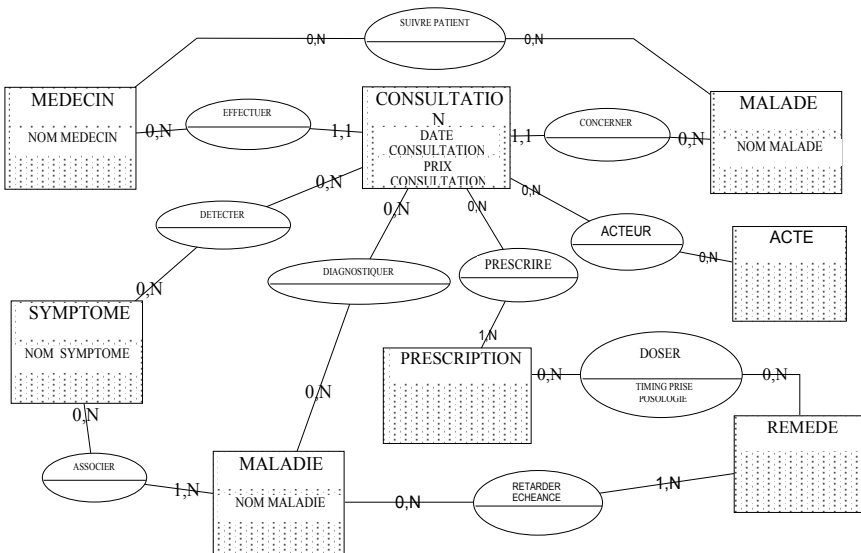 SUIVRE PATIENT
0,N
0,N
MEDECIN
NOM MEDECIN
0,N
EFFECTUER
1,1
CONSULTATIO
N
DATE
CONSULTATION
PRIX
CONSULTATION
1,1
CONCERNER
0,N
MALADE
NOM MALADE
0,N
0,N
0,N
0,N
DETECTER
ACTEUR
ACTE
0,N
DIAGNOSTIQUER
PRESCRIRE
0,N
SYMPTOME
NOM SYMPTOME
1,N
PRESCRIPTION
0,N
DOSER
TIMING PRISE
POSOLOGIE
0,N
0,N
0,N
REMEDE
ASSOCIER
1,N
MALADIE
NOM MALADIE
0,N
RETARDER
ECHEANCE
1,N